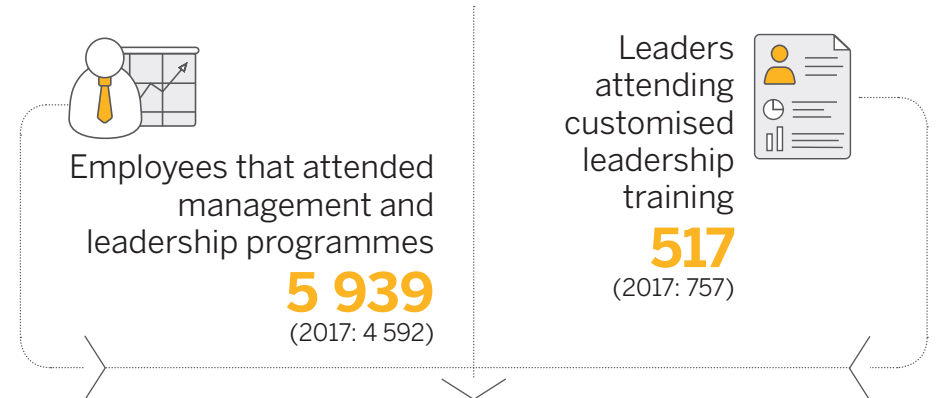 Employees that attended
management and
leadership programmes
5 939
(2017: 4 592)
Leaders
attending
customised
leadership
training
517
(2017: 757)